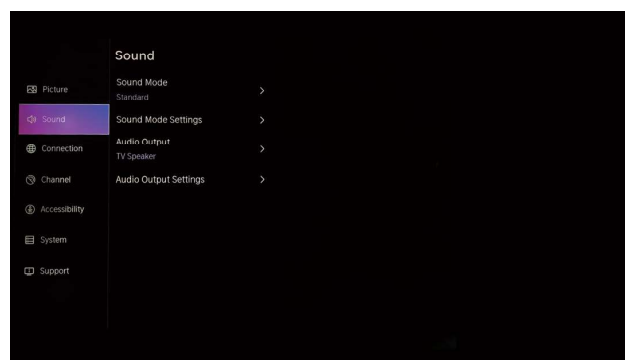 Sound
Picture
Sound
Connection
Channel
Accessibility
System
Support
Sound Mode
Standard
Sound Mode Settings
Audio Output
TV Speaker
Audio Output Settings